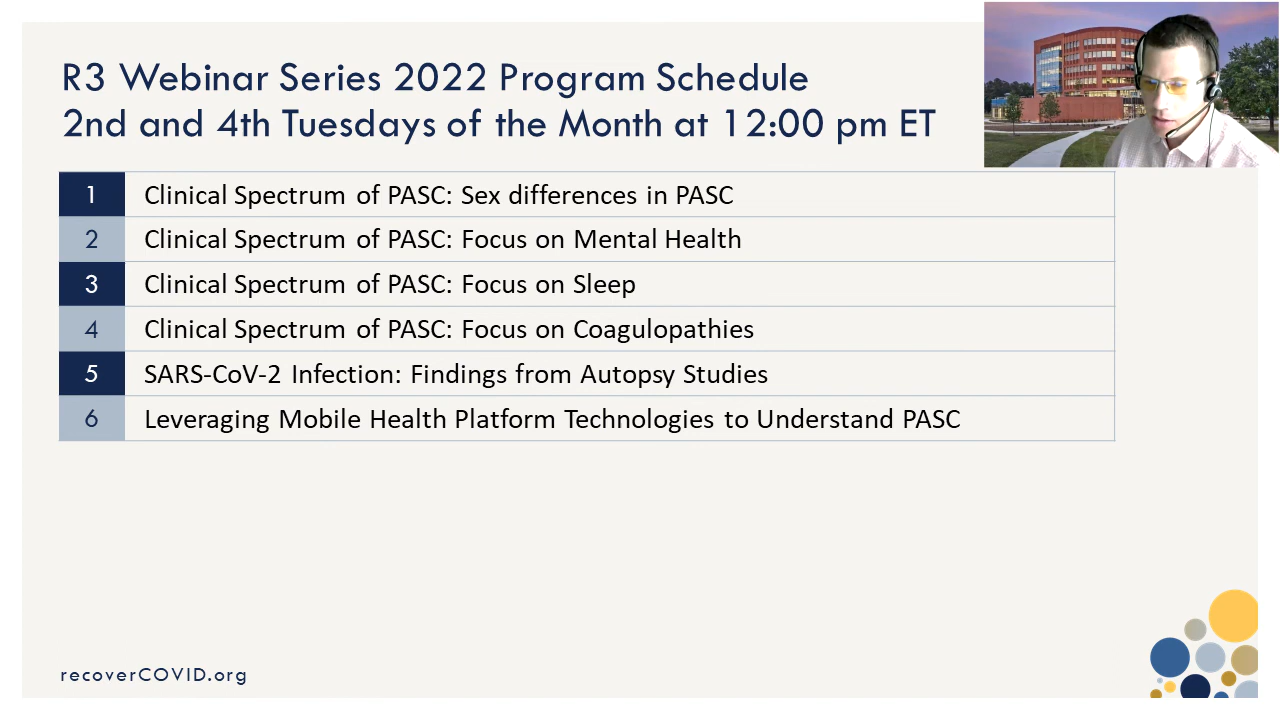 R3 Webinar Series 2022 Program Schedule
2nd and 4th Tuesdays of the Month at 12:00 pm ET
1 Clinical Spectrum of PASC: Sex differences in PASC
2 Clinical Spectrum of PASC: Focus on Mental Health
3 Clinical Spectrum of PASC: Focus on Sleep
4 Clinical Spectrum of PASC: Focus on Coagulopathies
5 SARS-CoV-2 Infection: Findings from Autopsy Studies
6 Leveraging Mobile Health Platform Technologies to Understand PASC
recoverCOVID.org